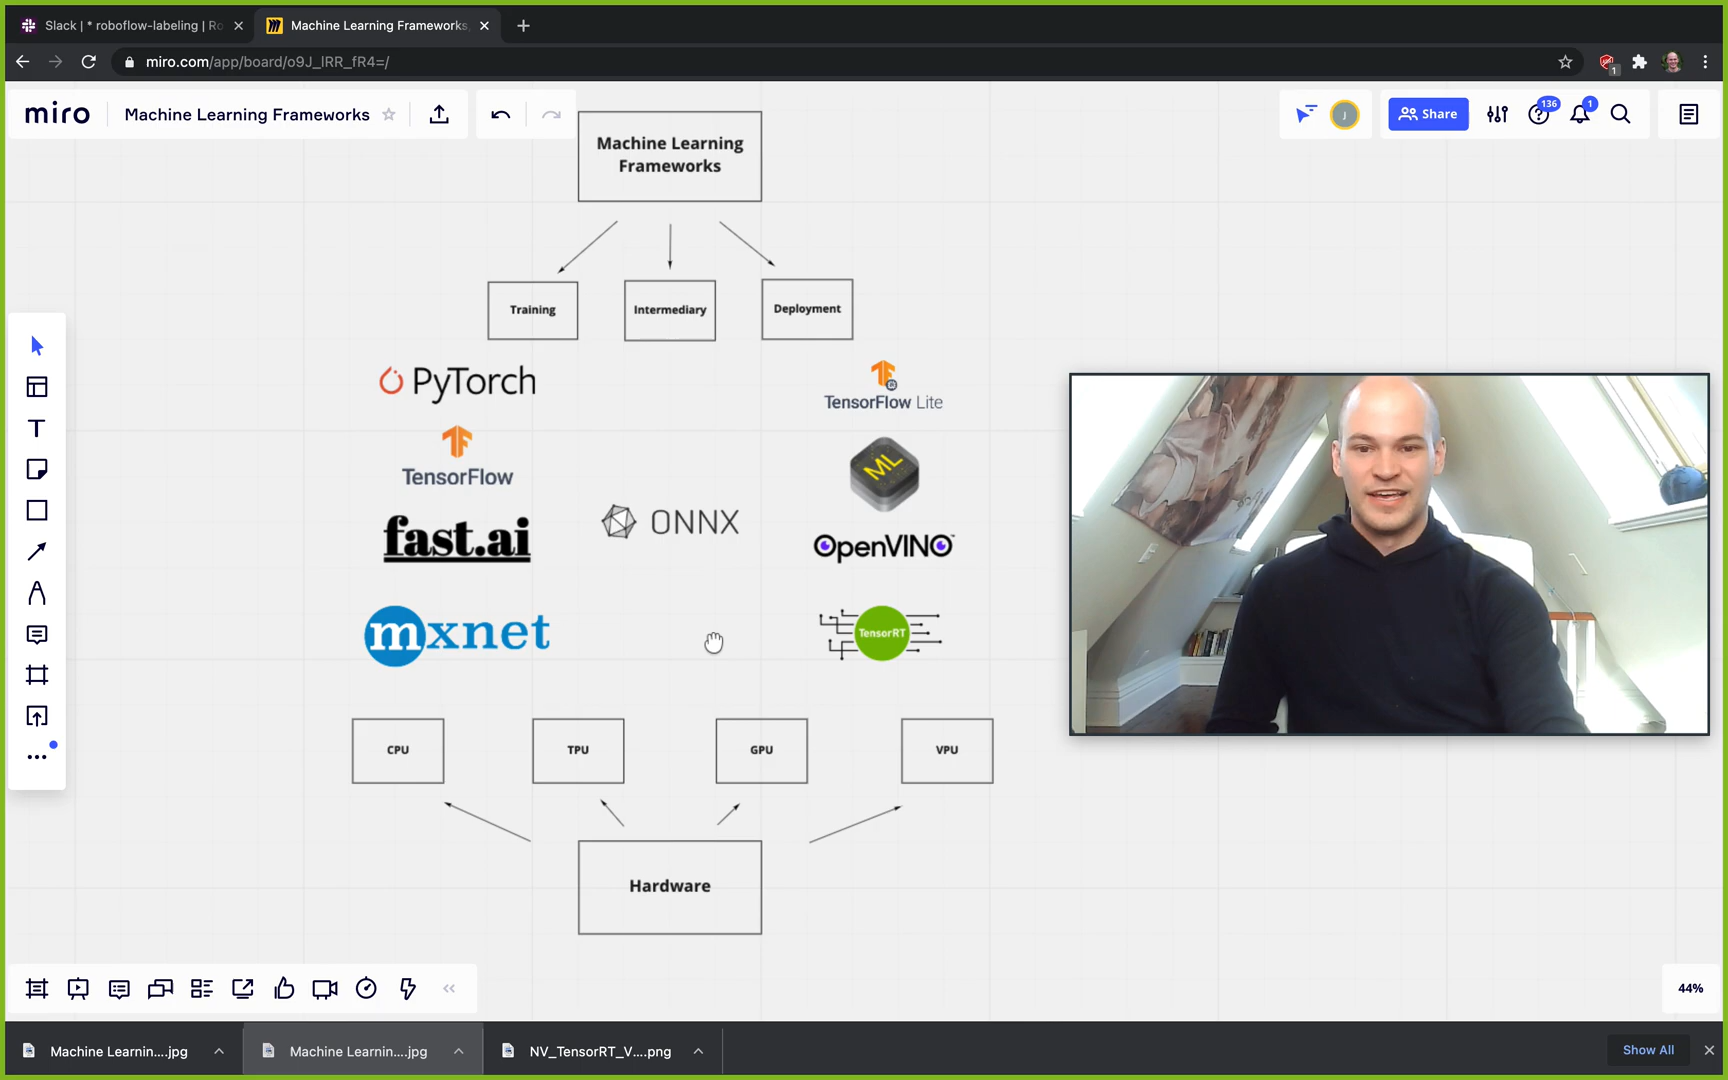 Slack | * roboflow-labeling | Ro
Machine Learning Frameworks,
miro.com/app/board/o9J_lRR_fR4=/
1
miro
Machine Learning Frameworks
J
Share
136
1
Machine Learning
Frameworks
Training
Intermediary
Deployment
PyTorch
TensorFlow Lite
TensorFlow
ML
fast.ai
ONNX
OpenVINO™
mxnet
TensorRT
CPU
TPU
GPU
VPU
Hardware
44%
Machine Learnin....jpg
Machine Learnin....jpg
NV_TensorRT_V....png
Show All